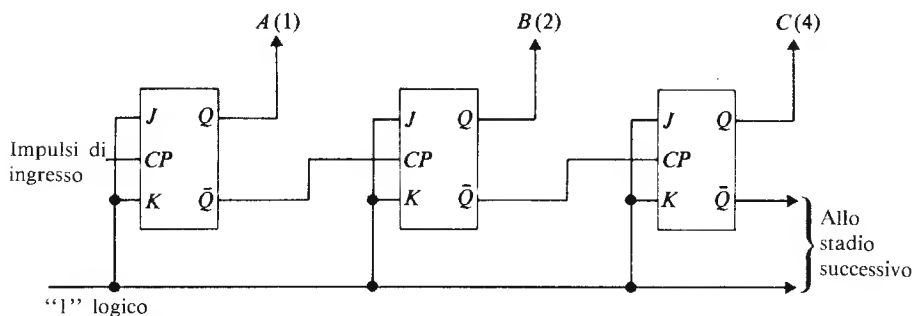 A(1)
B(2)
C(4)
J Q
J Q
J Q
Impulsi di
ingresso
CP
CP
CP
K Q̄
K Q̄
K Q̄
Allo
stadio
successivo
“1” logico